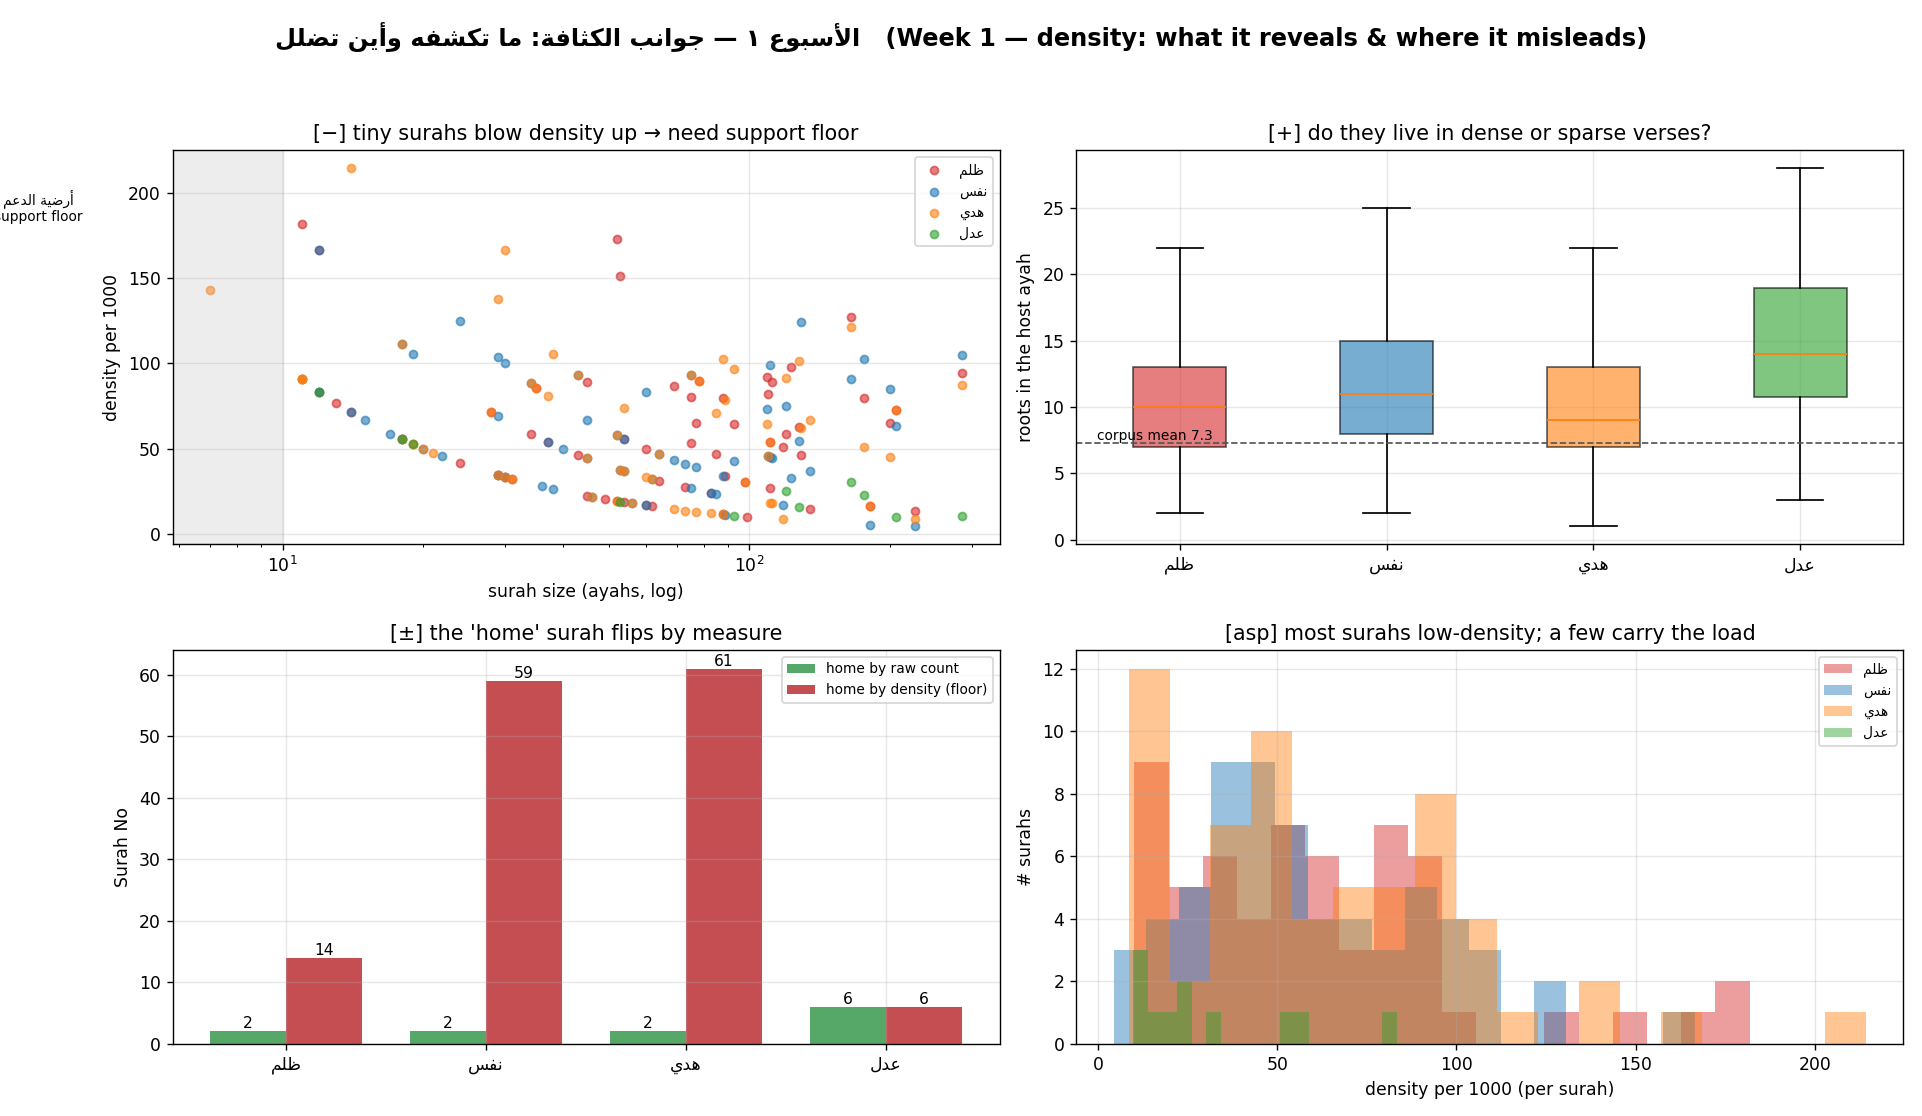 الأسبوع ١ — جوانب الكثافة: ما تكشفه وأين تضلل (Week 1 — density: what it reveals & where it misleads)
[−] tiny surahs blow density up → need support floor
200
150
100
50
0
density per 1000
أرضية الدعم
upport floor
ظلم
نفس
هدي
عدل
10¹
10²
surah size (ayahs, log)
[+] do they live in dense or sparse verses?
25
20
15
10
5
0
roots in the host ayah
corpus mean 7.3
ظلم
نفس
هدي
عدل
[±] the 'home' surah flips by measure
60
50
40
30
20
10
0
Surah No
home by raw count
home by density (floor)
2
14
2
59
2
61
6
6
ظلم
نفس
هدي
عدل
[asp] most surahs low-density; a few carry the load
12
10
8
6
4
2
0
# surahs
ظلم
نفس
هدي
عدل
0
50
100
150
200
density per 1000 (per surah)